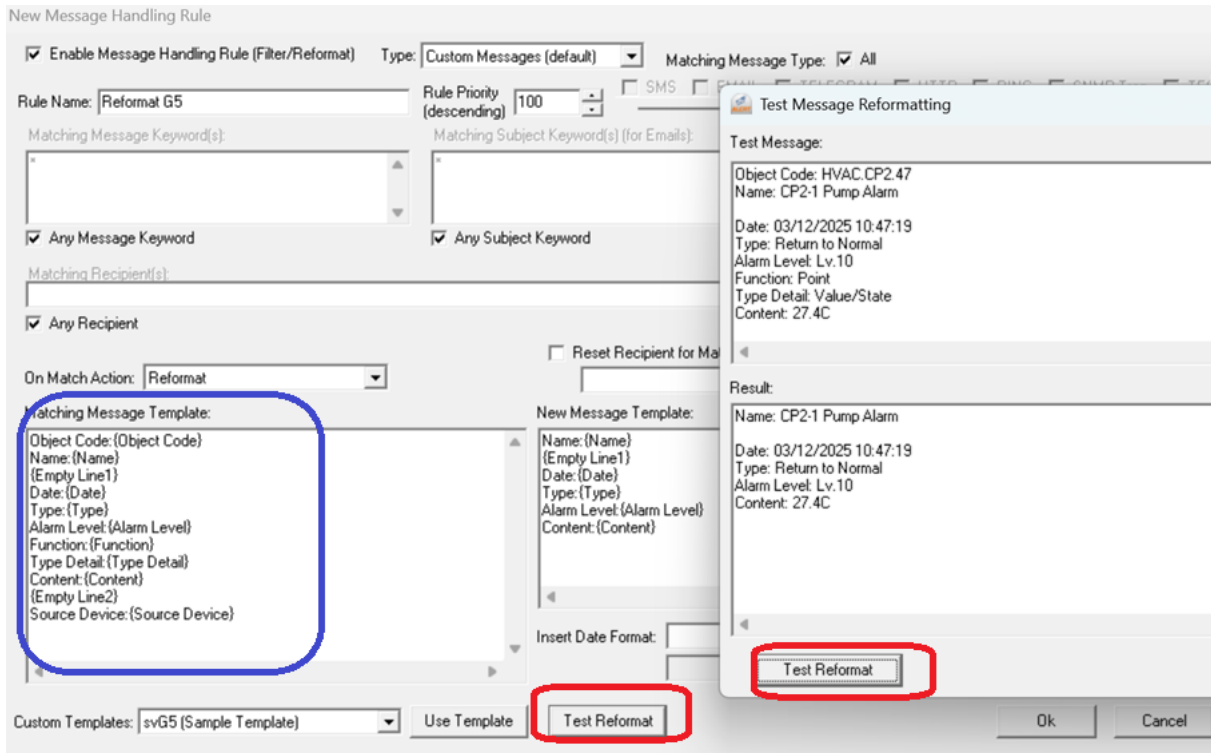 New Message Handling Rule
Enable Message Handling Rule (Filter/Reformat)
Type: Custom Messages (default)
Matching Message Type: All
SMS
Rule Name: Reformat G5
Rule Priority
(descending) 100
Matching Message Keyword(s):
*
Matching Subject Keyword(s) (for Emails):
*
Any Message Keyword
Any Subject Keyword
Matching Recipient(s):
Any Recipient
Reset Recipient for
On Match Action: Reformat
Matching Message Template:
Object Code:{Object Code}
Name:{Name}
{Empty Line1}
Date:{Date}
Type:{Type}
Alarm Level:{Alarm Level}
Function:{Function}
Type Detail:{Type Detail}
Content:{Content}
{Empty Line2}
Source Device:{Source Device}
New Message Template:
Name:{Name}
{Empty Line1}
Date:{Date}
Type:{Type}
Alarm Level:{Alarm Level}
Content:{Content}
Insert Date Format:
Custom Templates: svG5 (Sample Template)
Use Template
Test Reformat
Ok
Cancel
Test Message Reformatting
Test Message:
Object Code: HVAC.CP2.47
Name: CP2-1 Pump Alarm
Date: 03/12/2025 10:47:19
Type: Return to Normal
Alarm Level: Lv.10
Function: Point
Type Detail: Value/State
Content: 27.4C
Result:
Name: CP2-1 Pump Alarm
Date: 03/12/2025 10:47:19
Type: Return to Normal
Alarm Level: Lv.10
Content: 27.4C
Test Reformat